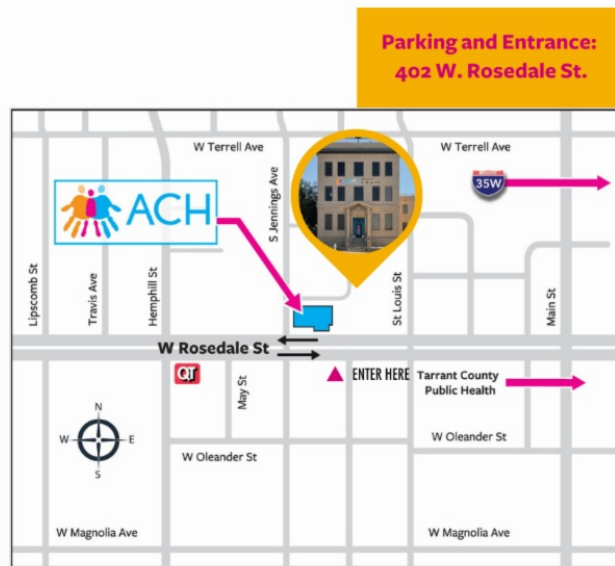 Parking and Entrance:
402 W. Rosedale St.
W Terrell Ave
W Terrell Ave
35W
ACH
S Jennings Ave
Lipscomb St
Travis Ave
Hemphill St
St Louis St
Main St
W Rosedale St
QT
May St
ENTER HERE
Tarrant County
Public Health
N
W
E
S
W Oleander St
W Oleander St
W Magnolia Ave
W Magnolia Ave